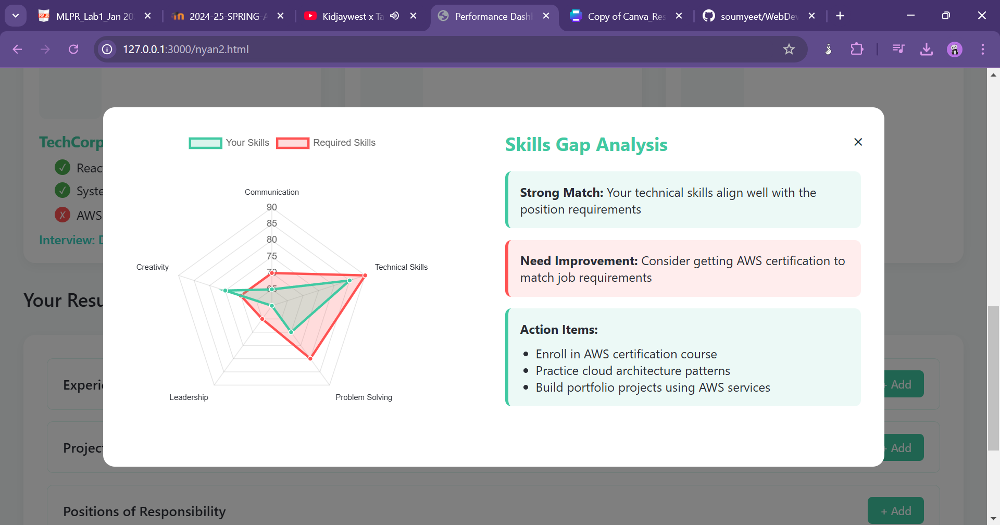 MLPR_Lab1_Jan 20
2024-25-SPRING-A
Kidjaywest x Ta
Performance Dash
Copy of Canva_Res
soumyeet/WebDev
127.0.0.1:3000/nyan2.html
TechCorp
Reac
Syste
AWS
Interview:
Your Skills
Required Skills
Communication
90
85
80
75
70
65
Creativity
Technical Skills
Leadership
Problem Solving
Skills Gap Analysis
Strong Match: Your technical skills align well with the
position requirements
Need Improvement: Consider getting AWS certification to
match job requirements
Action Items:
• Enroll in AWS certification course
• Practice cloud architecture patterns
• Build portfolio projects using AWS services
Your Resu
Experie
+ Add
Project
+ Add
Positions of Responsibility
+ Add